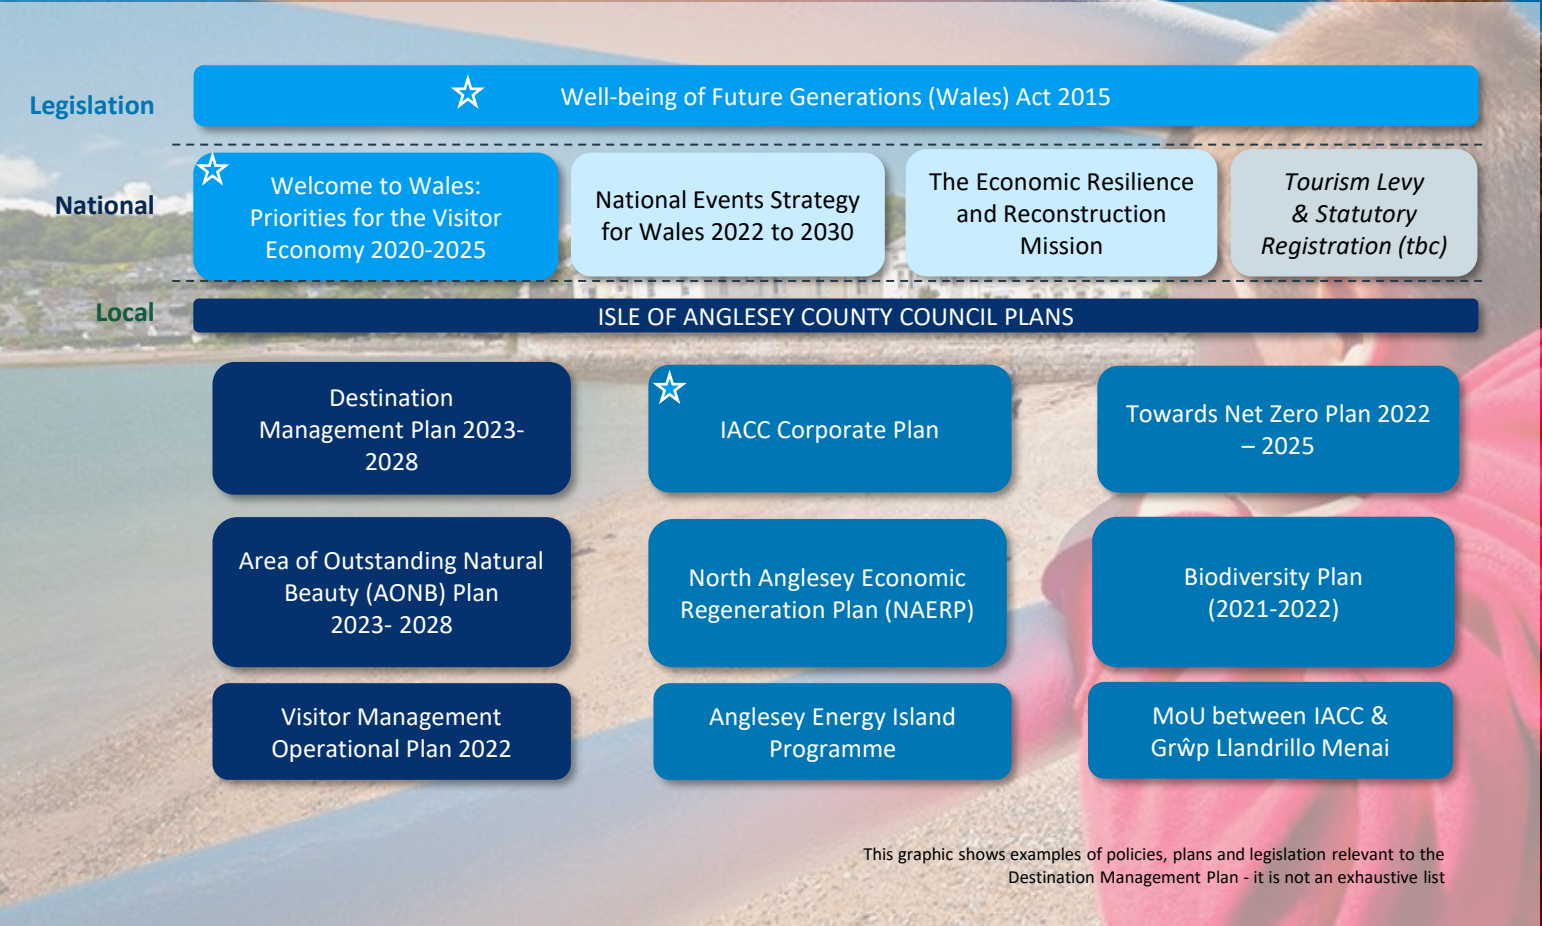 Legislation
Well-being of Future Generations (Wales) Act 2015
National
Welcome to Wales:
Priorities for the Visitor
Economy 2020-2025
National Events Strategy
for Wales 2022 to 2030
The Economic Resilience
and Reconstruction
Mission
Tourism Levy
& Statutory
Registration (tbc)
Local
ISLE OF ANGLESEY COUNTY COUNCIL PLANS
Destination
Management Plan 2023-
2028
IACC Corporate Plan
Towards Net Zero Plan 2022
– 2025
Area of Outstanding Natural
Beauty (AONB) Plan
2023- 2028
North Anglesey Economic
Regeneration Plan (NAERP)
Biodiversity Plan
(2021-2022)
Visitor Management
Operational Plan 2022
Anglesey Energy Island
Programme
MoU between IACC &
Grŵp Llandrillo Menai
This graphic shows examples of policies, plans and legislation relevant to the
Destination Management Plan - it is not an exhaustive list